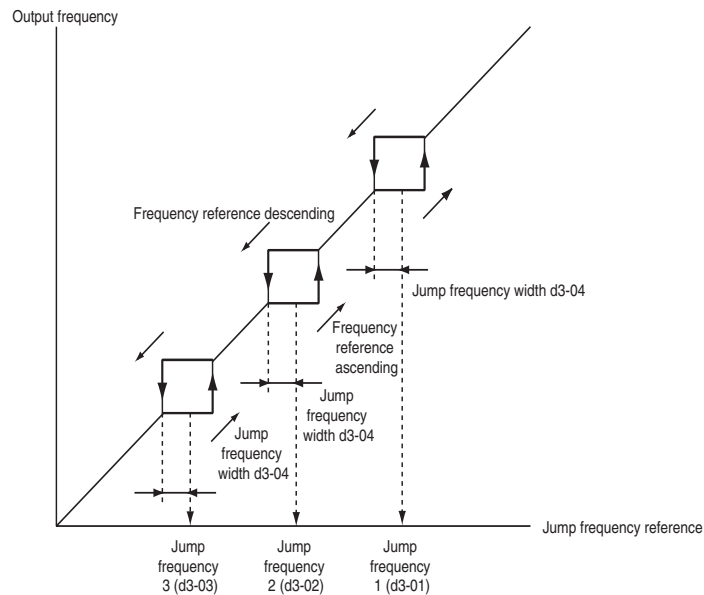 Output frequency
Frequency reference descending
Jump frequency width d3-04
Frequency
reference
ascending
Jump
frequency
width d3-04
Jump
frequency
width d3-04
Jump frequency reference
Jump
frequency
3 (d3-03)
Jump
frequency
2 (d3-02)
Jump
frequency
1 (d3-01)